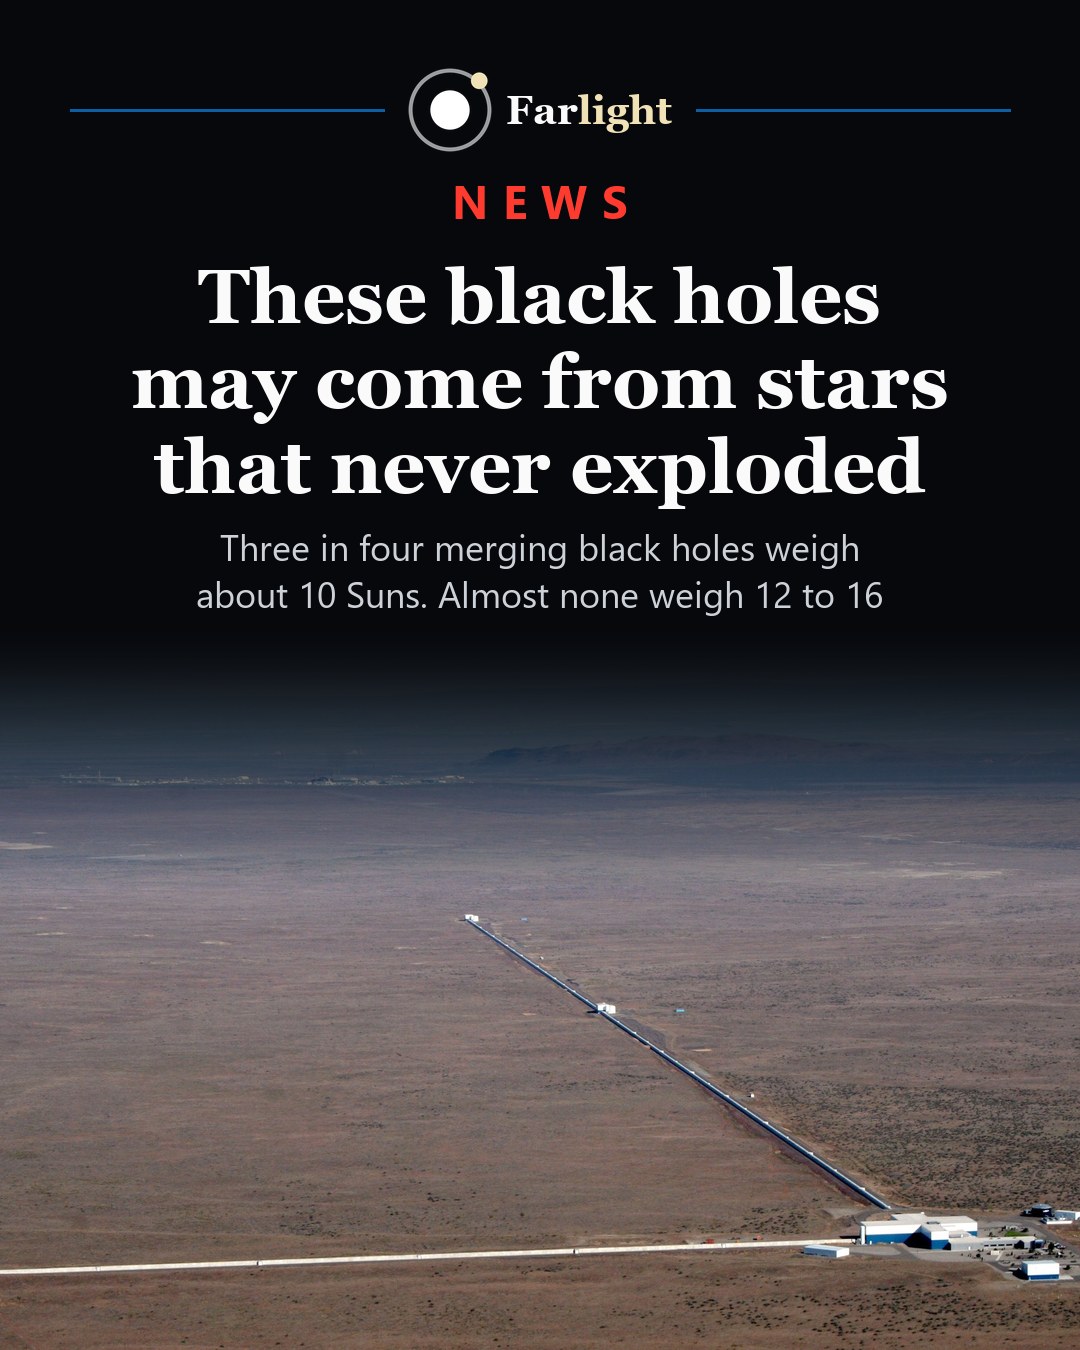 Farlight
NEWS
These black holes
may come from stars
that never exploded
Three in four merging black holes weigh
about 10 Suns. Almost none weigh 12 to 16